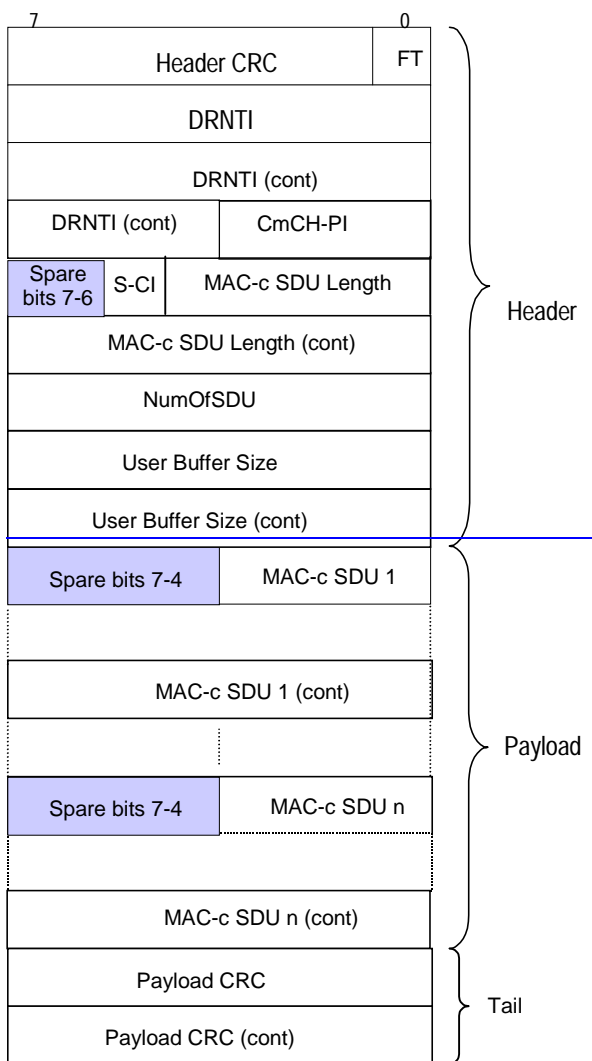 7 0
Header CRC FT
DRNTI
DRNTI (cont)
DRNTI (cont) CmCH-PI
Spare bits 7-6 S-CI MAC-c SDU Length
Header
MAC-c SDU Length (cont)
NumOfSDU
User Buffer Size
User Buffer Size (cont)
Spare bits 7-4 MAC-c SDU 1
MAC-c SDU 1 (cont)
Payload
Spare bits 7-4 MAC-c SDU n
MAC-c SDU n (cont)
Payload CRC
Tail
Payload CRC (cont)